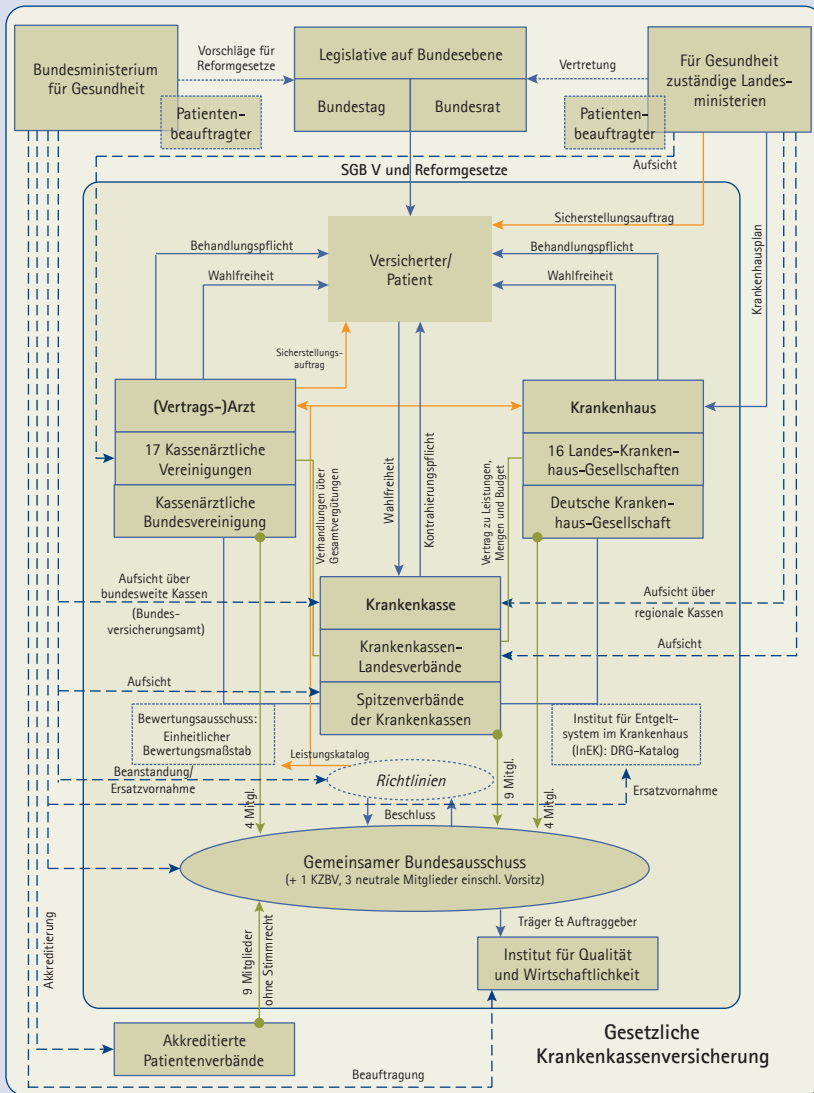 Bundesministerium
für Gesundheit
Patienten-
beauftragter
Vorschläge für
Reformgesetze
Legislative auf Bundesebene
Bundestag
Bundesrat
Vertretung
Für Gesundheit
zuständige Landes-
ministerien
Patienten-
beauftragter
Aufsicht
SGB V und Reformgesetze
Sicherstellungsauftrag
Krankenhausplan
Behandlungspflicht
Wahlfreiheit
Versicherter/
Patient
Behandlungspflicht
Wahlfreiheit
Sicherstellungs-
auftrag
(Vertrags-)Arzt
17 Kassenärztliche
Vereinigungen
Kassenärztliche
Bundesvereinigung
Krankenhaus
16 Landes-Kranken-
haus-Gesellschaften
Deutsche Kranken-
haus-Gesellschaft
Verhandlungen über
Gesamtvergütungen
Wahlfreiheit
Kontrahierungspflicht
Vertrag zu Leistungen,
Mengen und Budget
Aufsicht über
bundesweite Kassen
(Bundes-
versicherungsamt)
Krankenkasse
Krankenkassen-
Landesverbände
Spitzenverbände
der Krankenkassen
Aufsicht über
regionale Kassen
Aufsicht
Aufsicht
Bewertungsausschuss:
Einheitlicher
Bewertungsmaßstab
Institut für Entgelt-
system im Krankenhaus
(InEK): DRG-Katalog
Leistungskatalog
Beanstandung/
Ersatzvornahme
Richtlinien
Ersatzvornahme
Beschluss
4 Mitgl.
9 Mitgl.
4 Mitgl.
Gemeinsamer Bundesausschuss
(+ 1 KZBV, 3 neutrale Mitglieder einschl. Vorsitz)
Akkreditierung
9 Mitglieder
ohne Stimmrecht
Träger & Auftraggeber
Institut für Qualität
und Wirtschaftlichkeit
Akkreditierte
Patientenverbände
Beauftragung
Gesetzliche
Krankenkassenversicherung